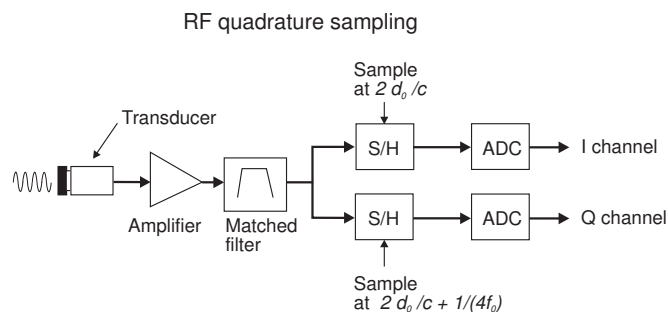 RF quadrature sampling
Sample
at 2 d₀ /c
Transducer
S/H
ADC
I channel
Amplifier
Matched
filter
S/H
ADC
Q channel
Sample
at 2 d₀ /c + 1/(4f₀)